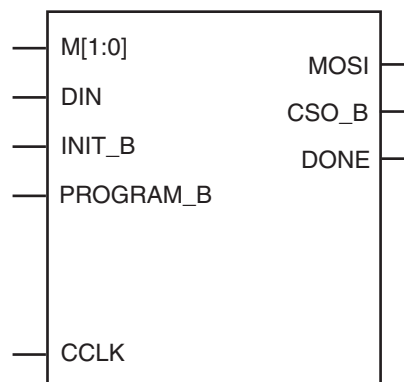 M[1:0]
MOSI
DIN
CSO_B
INIT_B
DONE
PROGRAM_B
CCLK